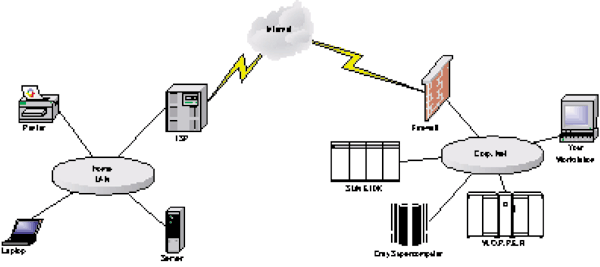 Internet
Printer
ISP
Firewall
Your
Workstation
Home
LAN
Corp. Net
SUN E10K
Laptop
Server
Cray Supercomputer
W.O.P.P.E.R